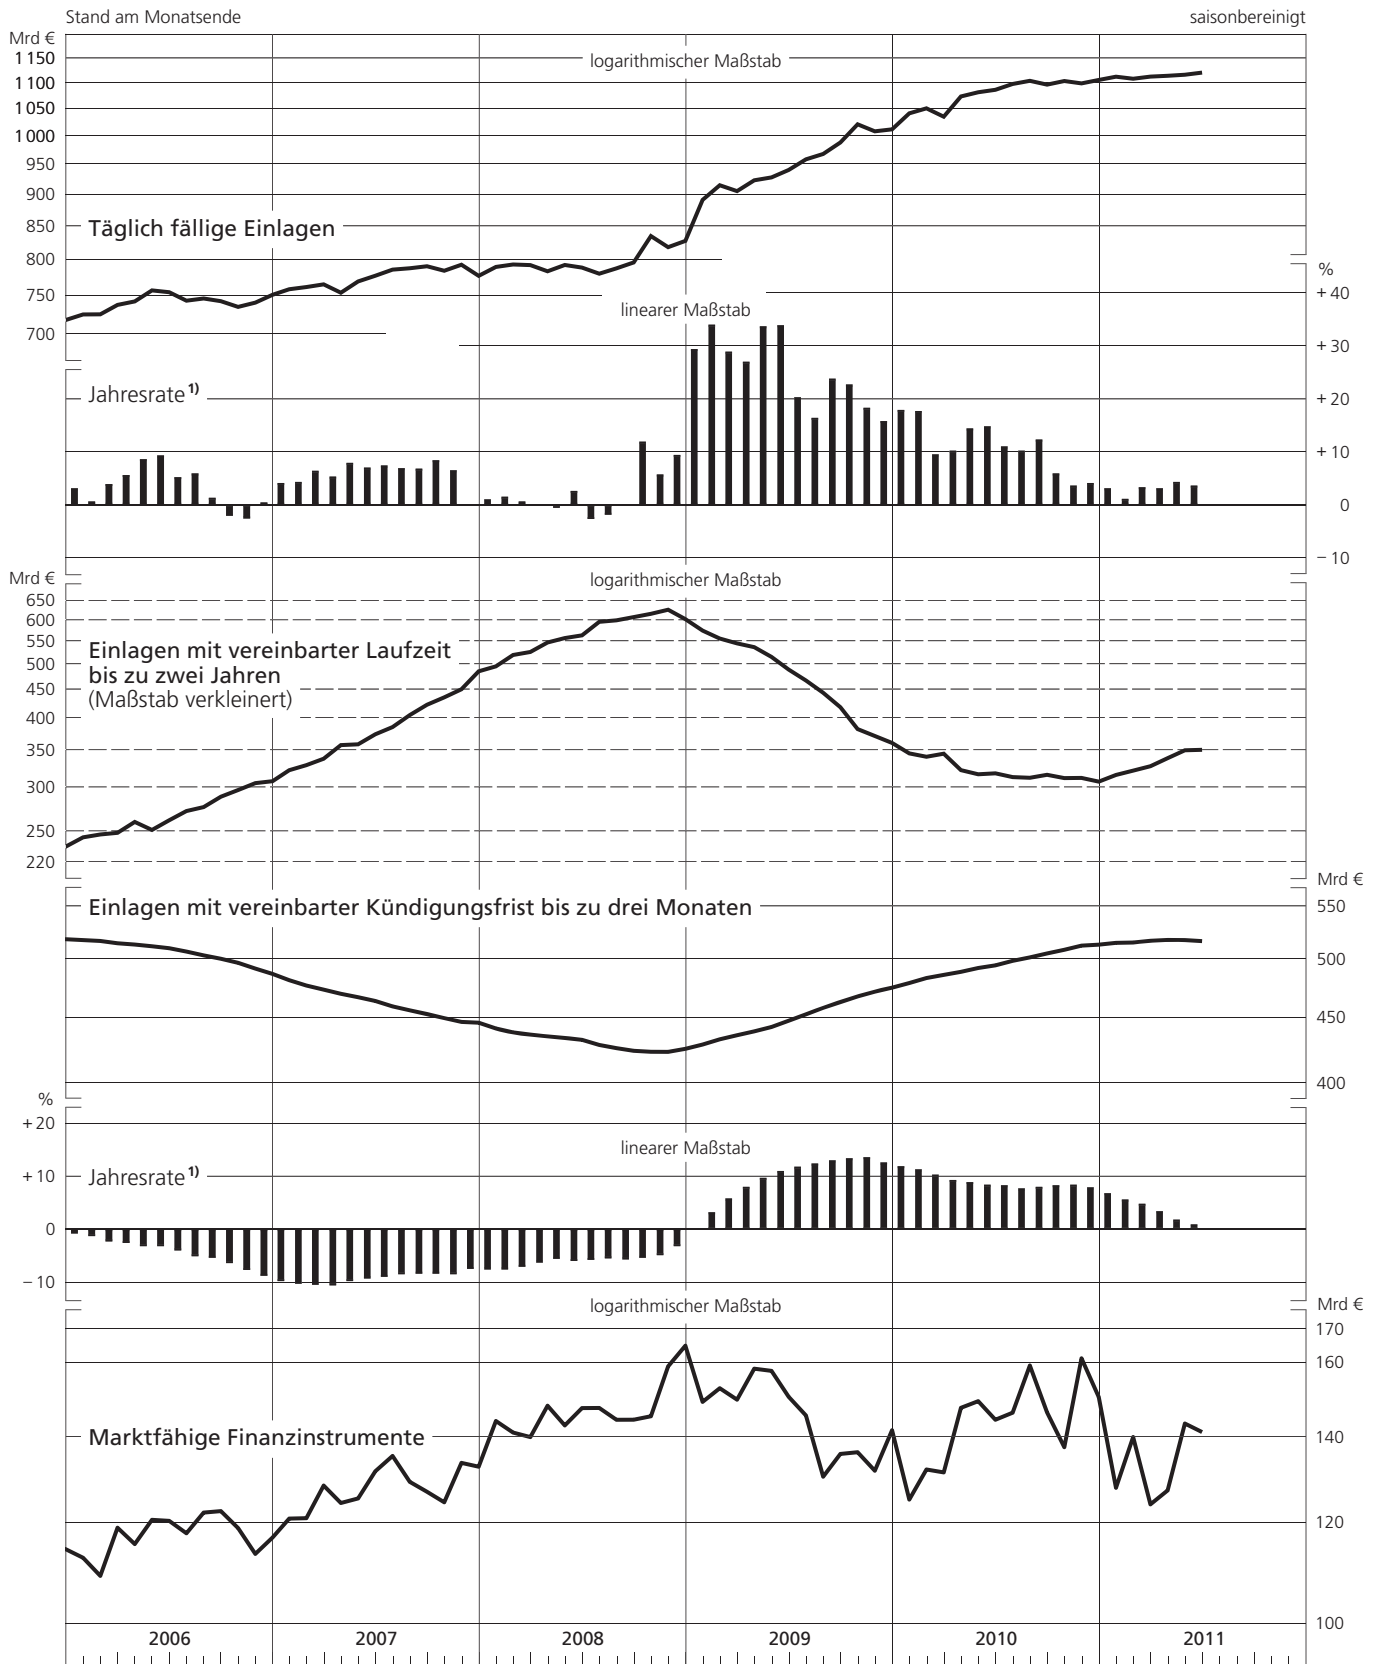 Stand am Monatsende
saisonbereinigt
Mrd €
logarithmischer Maßstab
1 150
1 100
1 050
1 000
950
900
850
Täglich fällige Einlagen
800
750
700
%
+ 40
linearer Maßstab
+ 30
Jahresrate 1)
+ 20
+ 10
0
− 10
Mrd €
logarithmischer Maßstab
650
600
550
500
450
400
350
300
250
220
Einlagen mit vereinbarter Laufzeit
bis zu zwei Jahren
(Maßstab verkleinert)
Mrd €
Einlagen mit vereinbarter Kündigungsfrist bis zu drei Monaten
550
500
450
400
%
+ 20
linearer Maßstab
+ 10
Jahresrate 1)
0
− 10
logarithmischer Maßstab
Mrd €
170
160
Marktfähige Finanzinstrumente
140
120
100
2006 2007 2008 2009 2010 2011